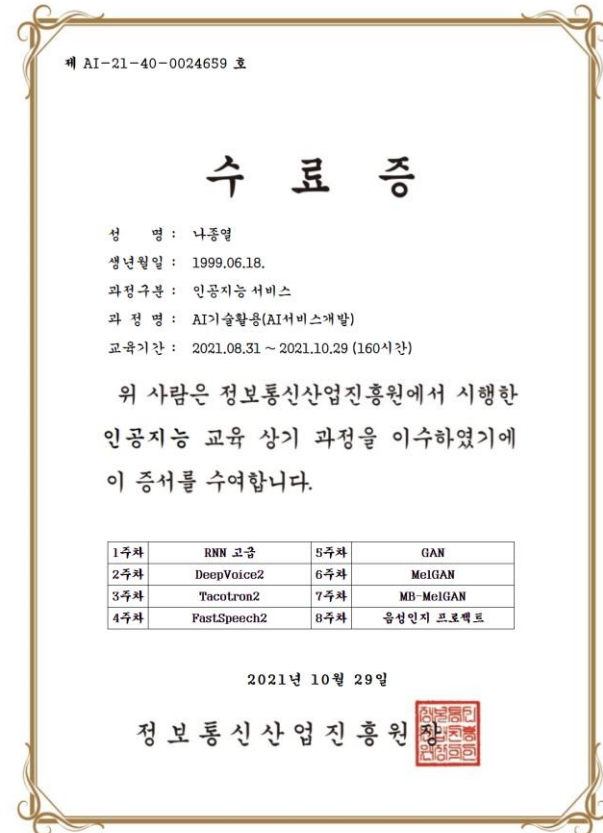 제 AI-21-40-0024659 호
수 료 증
성 명 : 나종열
생년월일 : 1999.06.18.
과정구분 : 인공지능 서비스
과 정 명 : AI기술활용(AI서비스개발)
교육기간 : 2021.08.31 ~ 2021.10.29 (160시간)
위 사람은 정보통신산업진흥원에서 시행한
인공지능 교육 상기 과정을 이수하였기에
이 증서를 수여합니다.
1주차 RNN 고급 5주차 GAN
2주차 DeepVoice2 6주차 MelGAN
3주차 Tacotron2 7주차 MB-MelGAN
4주차 FastSpeech2 8주차 음성인지 프로젝트
2021년 10월 29일
정보통신산업진흥원장